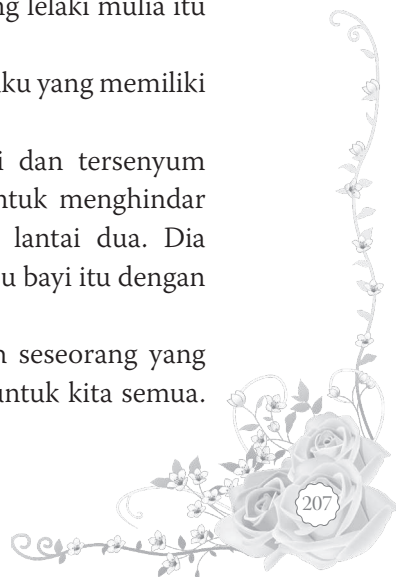 g lelaki mulia itu
ku yang memiliki
i dan tersenyum
ntuk menghindar
lantai dua. Dia
u bayi itu dengan
n seseorang yang
untuk kita semua.
207